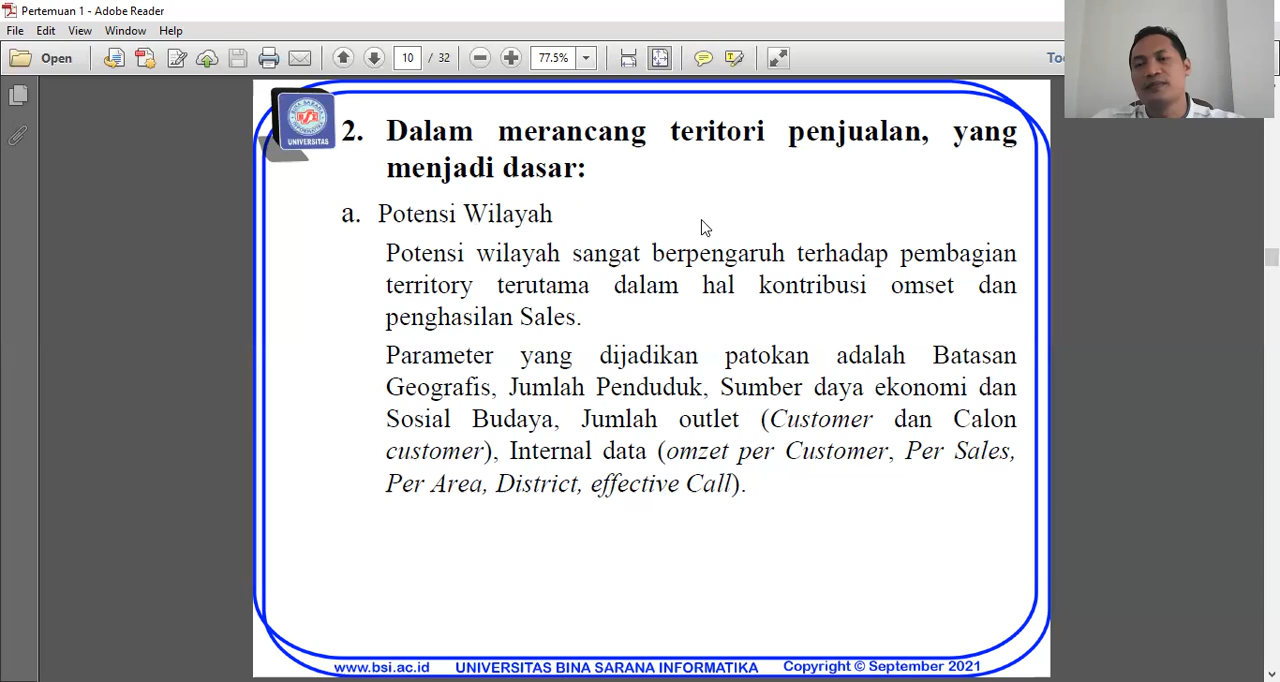 Pertemuan 1 - Adobe Reader
File Edit View Window Help
Open 10 / 32 77.5%
2. Dalam merancang teritori penjualan, yang
menjadi dasar:
a. Potensi Wilayah
Potensi wilayah sangat berpengaruh terhadap pembagian
territory terutama dalam hal kontribusi omset dan
penghasilan Sales.
Parameter yang dijadikan patokan adalah Batasan
Geografis, Jumlah Penduduk, Sumber daya ekonomi dan
Sosial Budaya, Jumlah outlet (Customer dan Calon
customer), Internal data (omzet per Customer, Per Sales,
Per Area, District, effective Call).
UNIVERSITAS
www.bsi.ac.id UNIVERSITAS BINA SARANA INFORMATIKA Copyright © September 2021